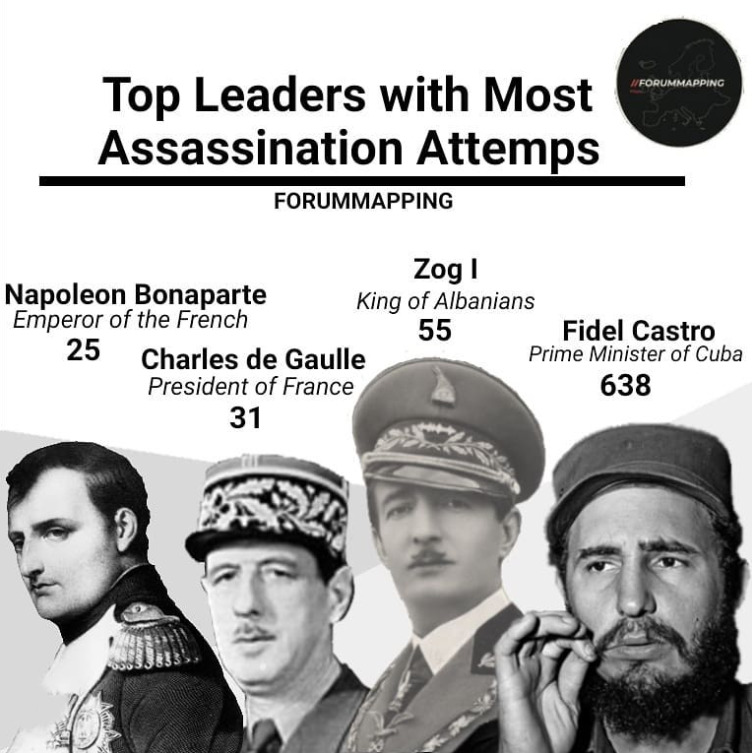 //FORUMMAPPING
Top Leaders with Most
Assassination Attemps
FORUMMAPPING
Napoleon Bonaparte
Emperor of the French
25
Charles de Gaulle
President of France
31
Zog I
King of Albanians
55
Fidel Castro
Prime Minister of Cuba
638